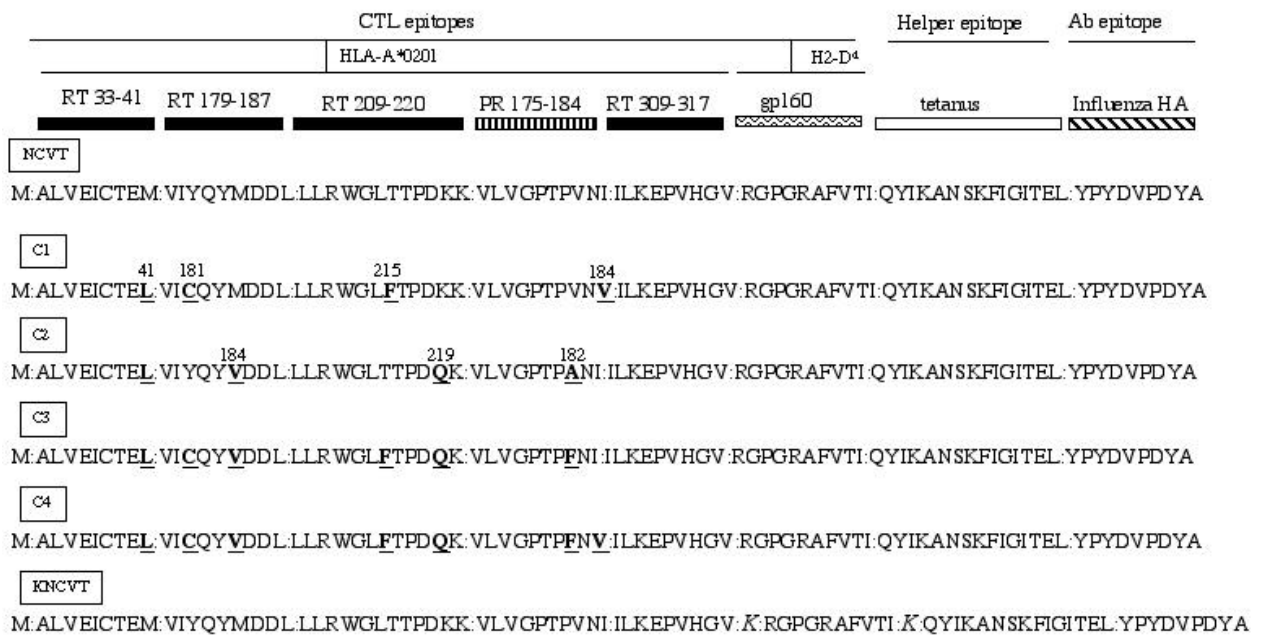 CTL epitopes Helper epitope Ab epitope
HLA-A*0201 H2-Dᵈ
RT 33-41 RT 179-187 RT 209-220 PR 175-184 RT 309-317 gp160 tetanus Influenza HA
NCVT
M:ALVEICTEM:VIYQYMDDL:LLRWGLTTPDKK:VLVGPTPVNI:ILKEPVHGV:RGPGRAFVTI:QYIKANSKFIGITEL:YPYDVPDYA
C1
41 181 215 184
M:ALVEICTEL:VICQYMDDL:LLRWGLFTPDKK:VLVGPTPVNV:ILKEPVHGV:RGPGRAFVTI:QYIKANSKFIGITEL:YPYDVPDYA
C2
184 219 182
M:ALVEICTEL:VIYQYVDDL:LLRWGLTTPDQK:VLVGPTPANI:ILKEPVHGV:RGPGRAFVTI:QYIKANSKFIGITEL:YPYDVPDYA
C3
M:ALVEICTEL:VICQYVDDL:LLRWGLFTPDQK:VLVGPTPFNI:ILKEPVHGV:RGPGRAFVTI:QYIKANSKFIGITEL:YPYDVPDYA
C4
M:ALVEICTEL:VICQYVDDL:LLRWGLFTPDQK:VLVGPTPFNV:ILKEPVHGV:RGPGRAFVTI:QYIKANSKFIGITEL:YPYDVPDYA
KNCVT
M:ALVEICTEM:VIYQYMDDL:LLRWGLTTPDKK:VLVGPTPVNI:ILKEPVHGV:K:RGPGRAFVTI:K:QYIKANSKFIGITEL:YPYDVPDYA